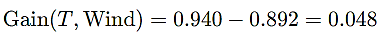 Gain(T, Wind) = 0.940 − 0.892 = 0.048